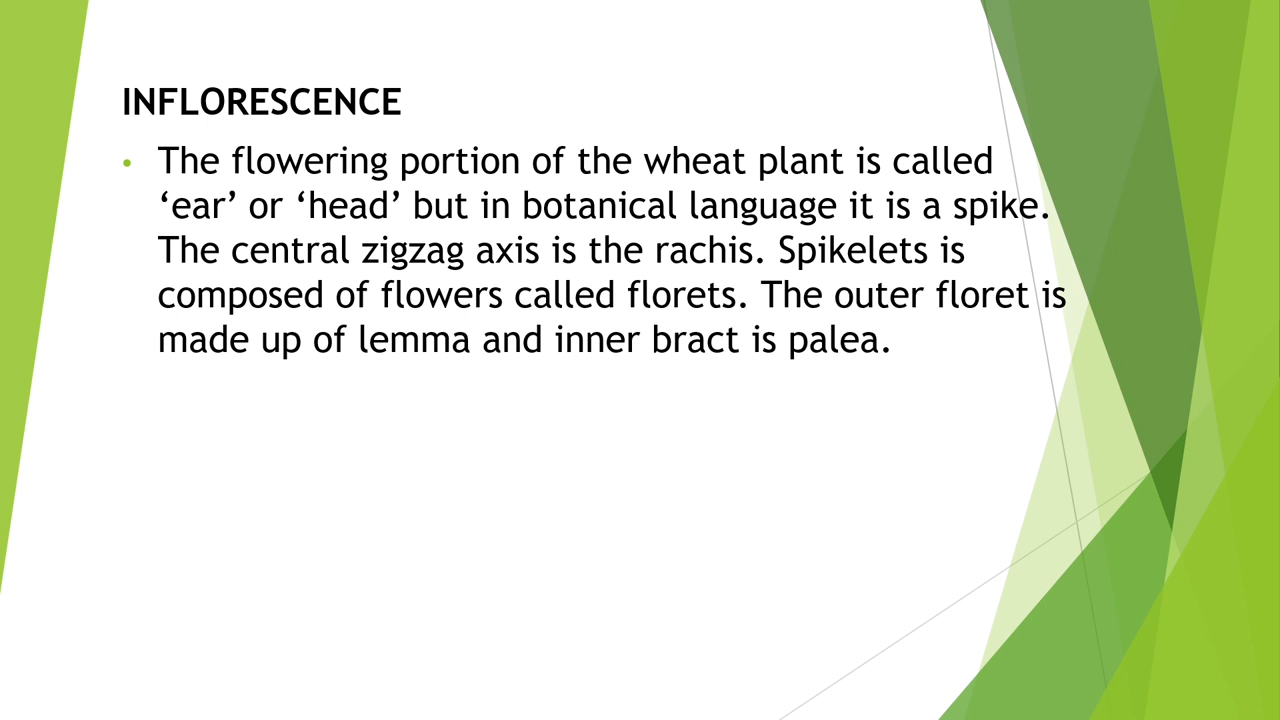 INFLORESCENCE
• The flowering portion of the wheat plant is called
‘ear’ or ‘head’ but in botanical language it is a spike.
The central zigzag axis is the rachis. Spikelets is
composed of flowers called florets. The outer floret is
made up of lemma and inner bract is palea.